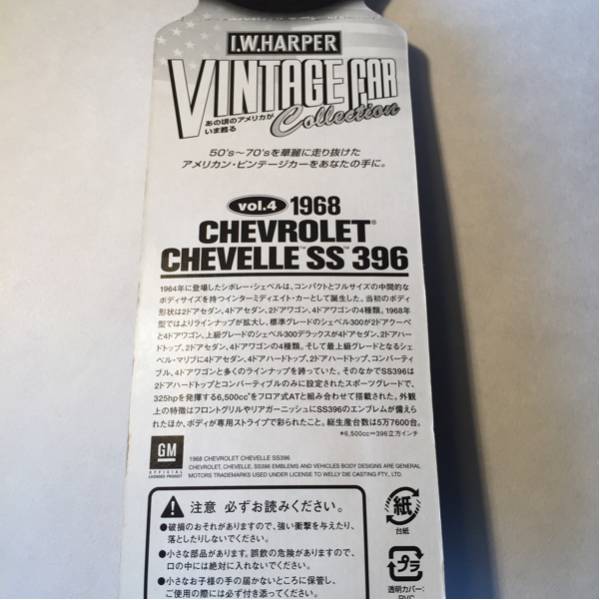 I.W.HARPER
VINTAGE CAR
あの頃のアメリカが
いま甦る
Collection
50's～70'sを華麗に走り抜けた
アメリカン・ビンテージカーをあなたの手に。
vol.4 1968
CHEVROLET®
CHEVELLE™ SS™ 396
1964年に登場したシボレー・シェベルは、コンパクトとフルサイズの中間的な
ボディサイズを持つインターミディエイト・カーとして誕生した。当初のボディ
形状は2ドアセダン、4ドアセダン、2ドアワゴン、4ドアワゴンの4種類。1968年
型ではよりラインナップが拡大し、標準グレードのシェベル300が2ドアクーペ
と4ドアワゴン、上級グレードのシェベル300デラックスが4ドアセダン、2ドアハー
ドトップ、2ドアセダン、4ドアワゴンの4種類。そして最上級グレードとなるシェ
ベル・マリブに4ドアセダン、4ドアハードトップ、2ドアハードトップ、コンバーティ
ブル、4ドアワゴンと多くのラインナップを誇っていた。そのなかでSS396は
2ドアハードトップとコンバーティブルのみに設定されたスポーツグレードで、
325hpを発揮する6,500cc*をフロア式ATと組み合わせて搭載された。外観
上の特徴はフロントグリルやリアガーニッシュにSS396のエンブレムが備えら
れたほか、ボディが専用ストライプで彩られたこと。総生産台数は5万7600台。
*6,500cc=396立方インチ
GM
OFFICIAL
LICENSED PRODUCT
1968 CHEVROLET CHEVELLE SS396
CHEVROLET, CHEVELLE, SS396 EMBLEMS AND VEHICLES BODY DESIGNS ARE GENERAL
MOTORS TRADEMARKS USED UNDER LICENSE TO WELLY DIE CASTING FTY., LTD.
注意 必ずお読みください。
●破損のおそれがありますので、強い衝撃を与えたり、
落としたりしないでください。
●小さな部品があります。誤飲の危険がありますので、
口の中には絶対に入れないでください。
●小さなお子様の手の届かないところに保管し、
ご使用の際には必ず付き添ってください。
紙
台紙
プラ
透明カバー:
PVC